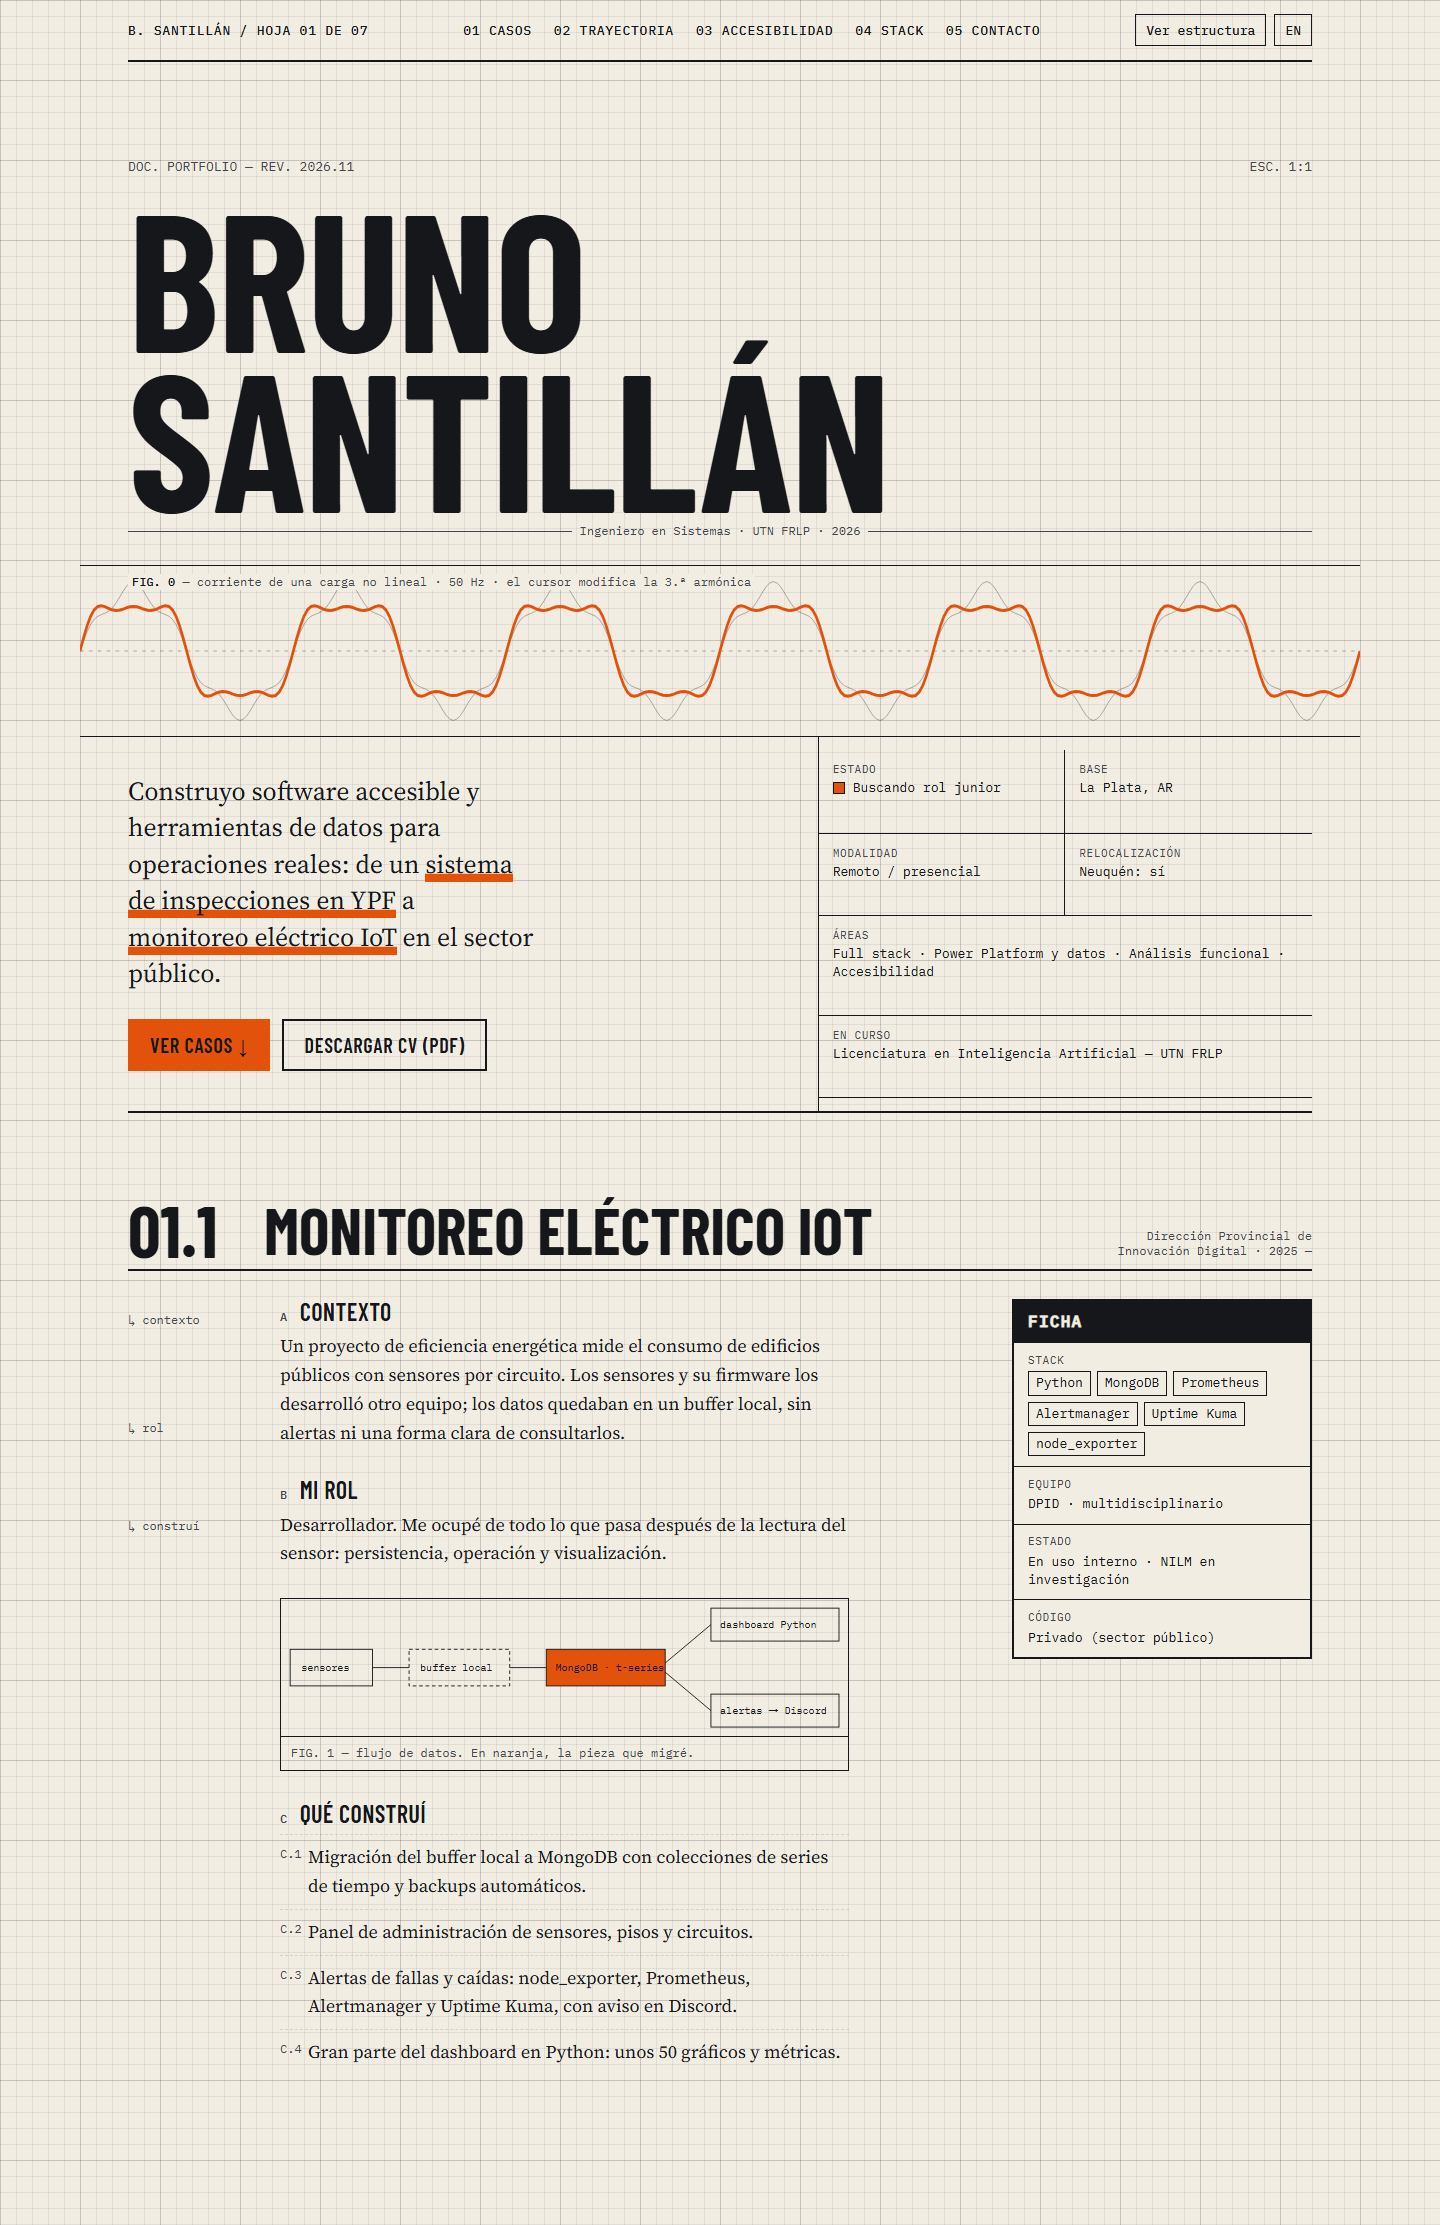 B. SANTILLÁN / HOJA 01 DE 07
01 CASOS 02 TRAYECTORIA 03 ACCESIBILIDAD 04 STACK 05 CONTACTO
Ver estructura
EN
DOC. PORTFOLIO — REV. 2026.11
ESC. 1:1
BRUNO
SANTILLÁN
Ingeniero en Sistemas · UTN FRLP · 2026
FIG. 0 — corriente de una carga no lineal · 50 Hz · el cursor modifica la 3.ª armónica
Construyo software accesible y
herramientas de datos para
operaciones reales: de un sistema
de inspecciones en YPF a
monitoreo eléctrico IoT en el sector
público.
VER CASOS ↓
DESCARGAR CV (PDF)
ESTADO
Buscando rol junior
BASE
La Plata, AR
MODALIDAD
Remoto / presencial
RELOCALIZACIÓN
Neuquén: sí
ÁREAS
Full stack · Power Platform y datos · Análisis funcional ·
Accesibilidad
EN CURSO
Licenciatura en Inteligencia Artificial — UTN FRLP
01.1 MONITOREO ELÉCTRICO IOT
Dirección Provincial de
Innovación Digital · 2025 —
↳ contexto
↳ rol
↳ construí
A CONTEXTO
Un proyecto de eficiencia energética mide el consumo de edificios
públicos con sensores por circuito. Los sensores y su firmware los
desarrolló otro equipo; los datos quedaban en un buffer local, sin
alertas ni una forma clara de consultarlos.
B MI ROL
Desarrollador. Me ocupé de todo lo que pasa después de la lectura del
sensor: persistencia, operación y visualización.
sensores
buffer local
MongoDB · t-series
dashboard Python
alertas → Discord
FIG. 1 — flujo de datos. En naranja, la pieza que migré.
C QUÉ CONSTRUÍ
C.1 Migración del buffer local a MongoDB con colecciones de series
de tiempo y backups automáticos.
C.2 Panel de administración de sensores, pisos y circuitos.
C.3 Alertas de fallas y caídas: node_exporter, Prometheus,
Alertmanager y Uptime Kuma, con aviso en Discord.
C.4 Gran parte del dashboard en Python: unos 50 gráficos y métricas.
FICHA
STACK
Python MongoDB Prometheus
Alertmanager Uptime Kuma
node_exporter
EQUIPO
DPID · multidisciplinario
ESTADO
En uso interno · NILM en
investigación
CÓDIGO
Privado (sector público)